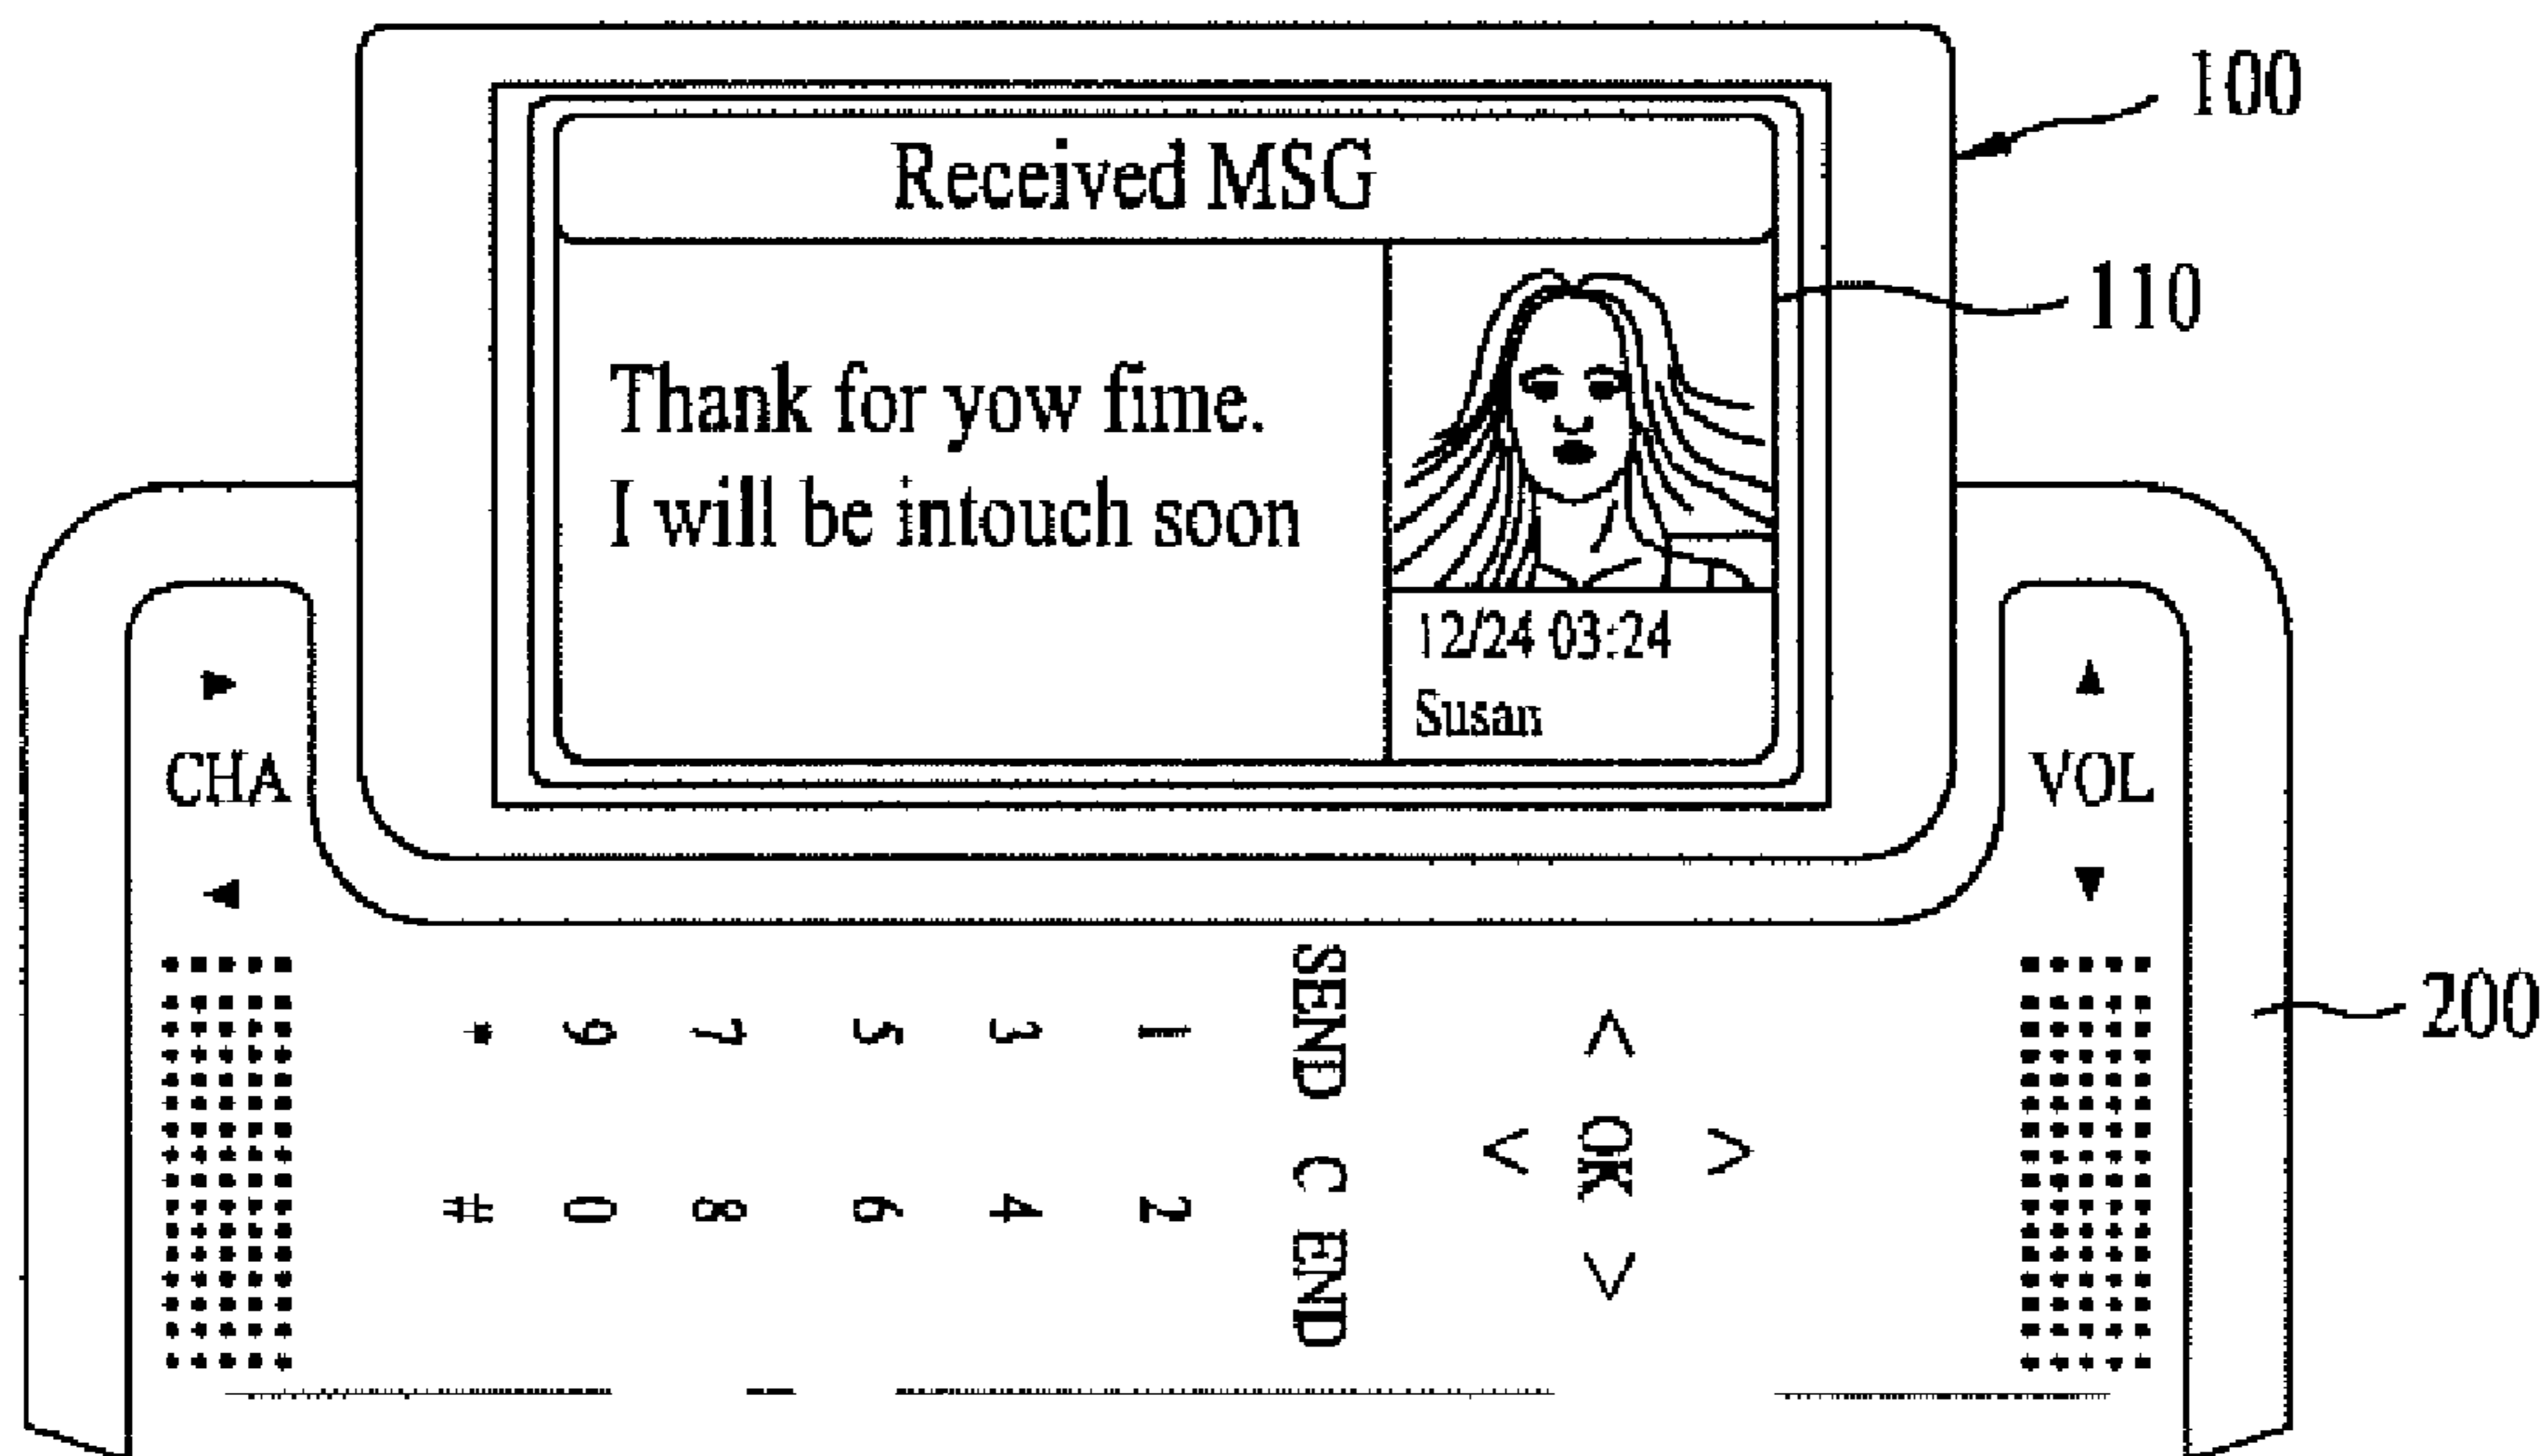 100
Received MSG
110
Thank for yow fime.
I will be intouch soon
12/24 03:24
Susan
▶
CHA
◀
▲
VOL
▼
200
* 9 7 5 3 1
# 0 8 6 4 2
SEND C END
<
< OK >
>